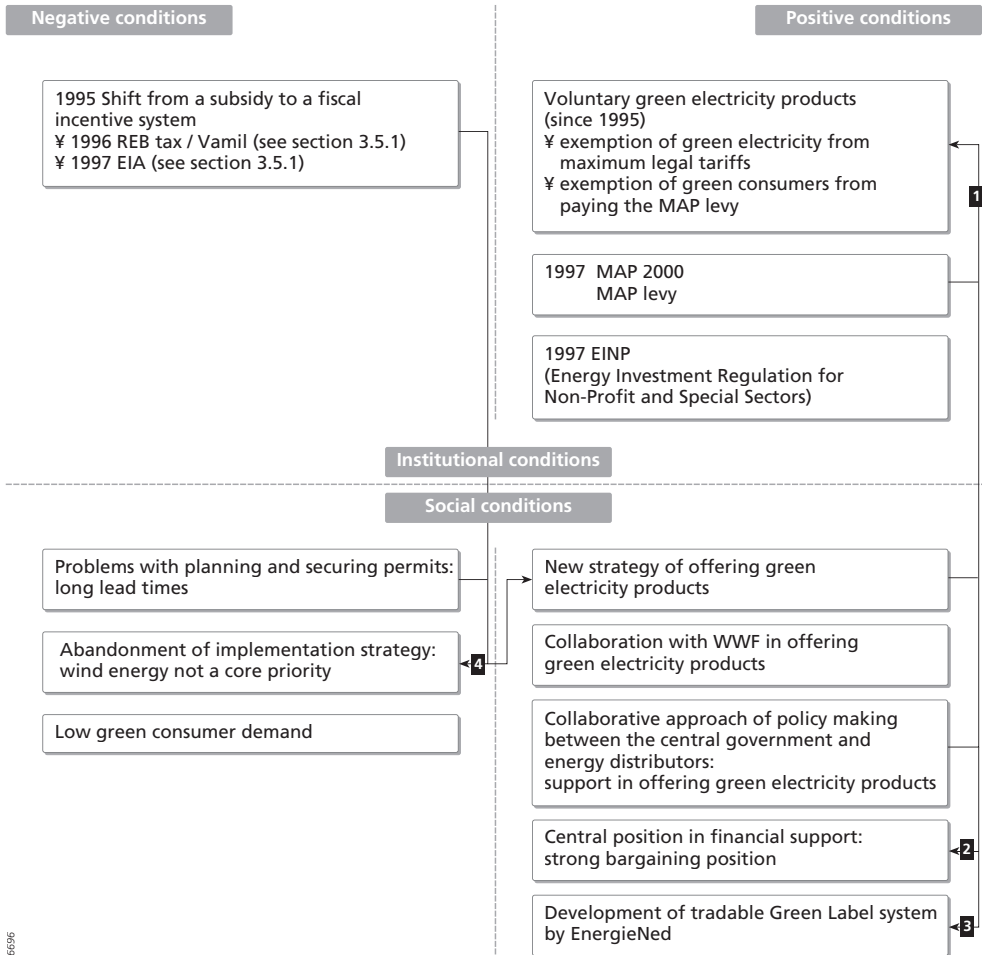 Negative conditions
Positive conditions
1995 Shift from a subsidy to a fiscal
incentive system
¥ 1996 REB tax / Vamil (see section 3.5.1)
¥ 1997 EIA (see section 3.5.1)
Voluntary green electricity products
(since 1995)
¥ exemption of green electricity from
maximum legal tariffs
¥ exemption of green consumers from
paying the MAP levy
1
1997 MAP 2000
MAP levy
1997 EINP
(Energy Investment Regulation for
Non-Profit and Special Sectors)
Institutional conditions
Social conditions
Problems with planning and securing permits:
long lead times
Abandonment of implementation strategy:
wind energy not a core priority
4
Low green consumer demand
New strategy of offering green
electricity products
Collaboration with WWF in offering
green electricity products
Collaborative approach of policy making
between the central government and
energy distributors:
support in offering green electricity products
Central position in financial support:
strong bargaining position
2
Development of tradable Green Label system
by EnergieNed
3
6696